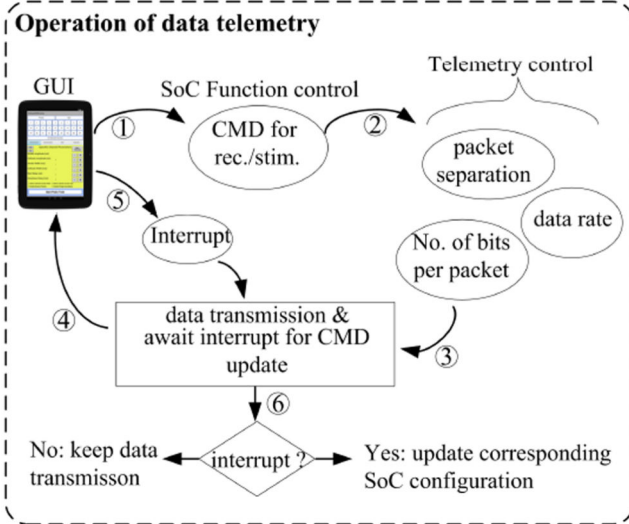 Operation of data telemetry
GUI
SoC Function control
Telemetry control
①
CMD for
rec./stim.
②
packet
separation
data rate
No. of bits
per packet
⑤
Interrupt
④
data transmission &
await interrupt for CMD
update
③
⑥
interrupt ?
No: keep data
transmisson
Yes: update corresponding
SoC configuration